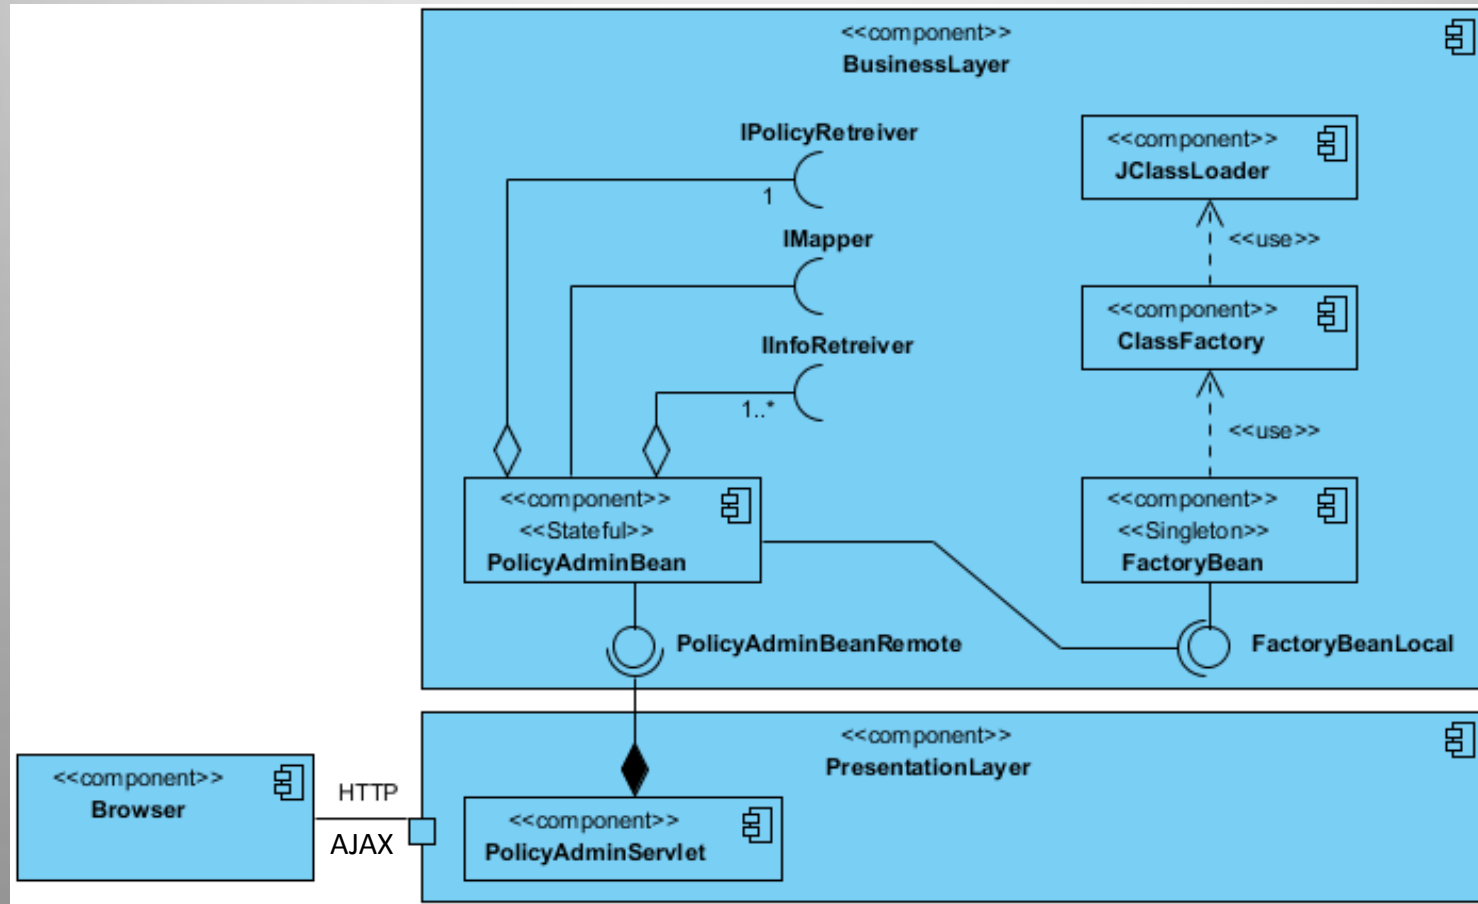 <<component>>
BusinessLayer
IPolicyRetreiver
1
IMapper
IInfoRetreiver
1..*
<<component>>
JClassLoader
<<use>>
<<component>>
ClassFactory
<<use>>
<<component>>
<<Stateful>>
PolicyAdminBean
<<component>>
<<Singleton>>
FactoryBean
PolicyAdminBeanRemote
FactoryBeanLocal
<<component>>
PresentationLayer
<<component>>
Browser
HTTP
AJAX
<<component>>
PolicyAdminServlet